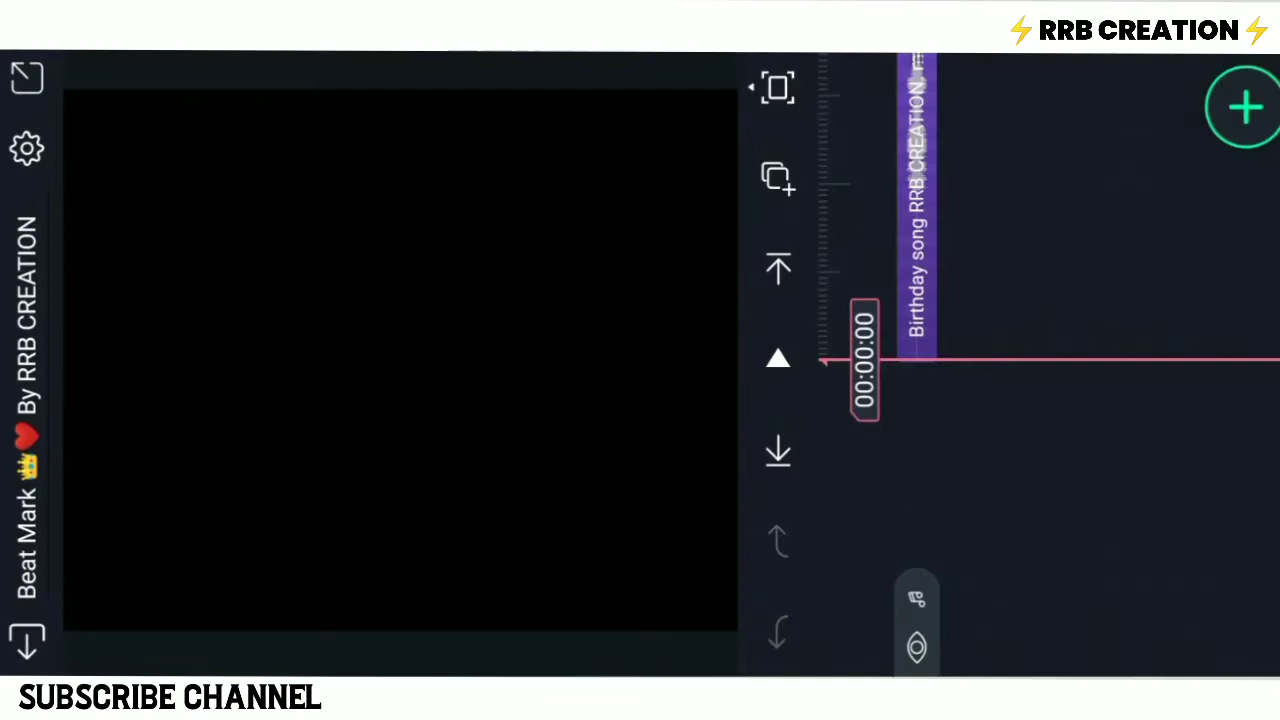 ⚡ RRB CREATION ⚡
Beat Mark 👑❤️ By RRB CREATION
Birthday song RRB CREATION
00:00:00
SUBSCRIBE CHANNEL